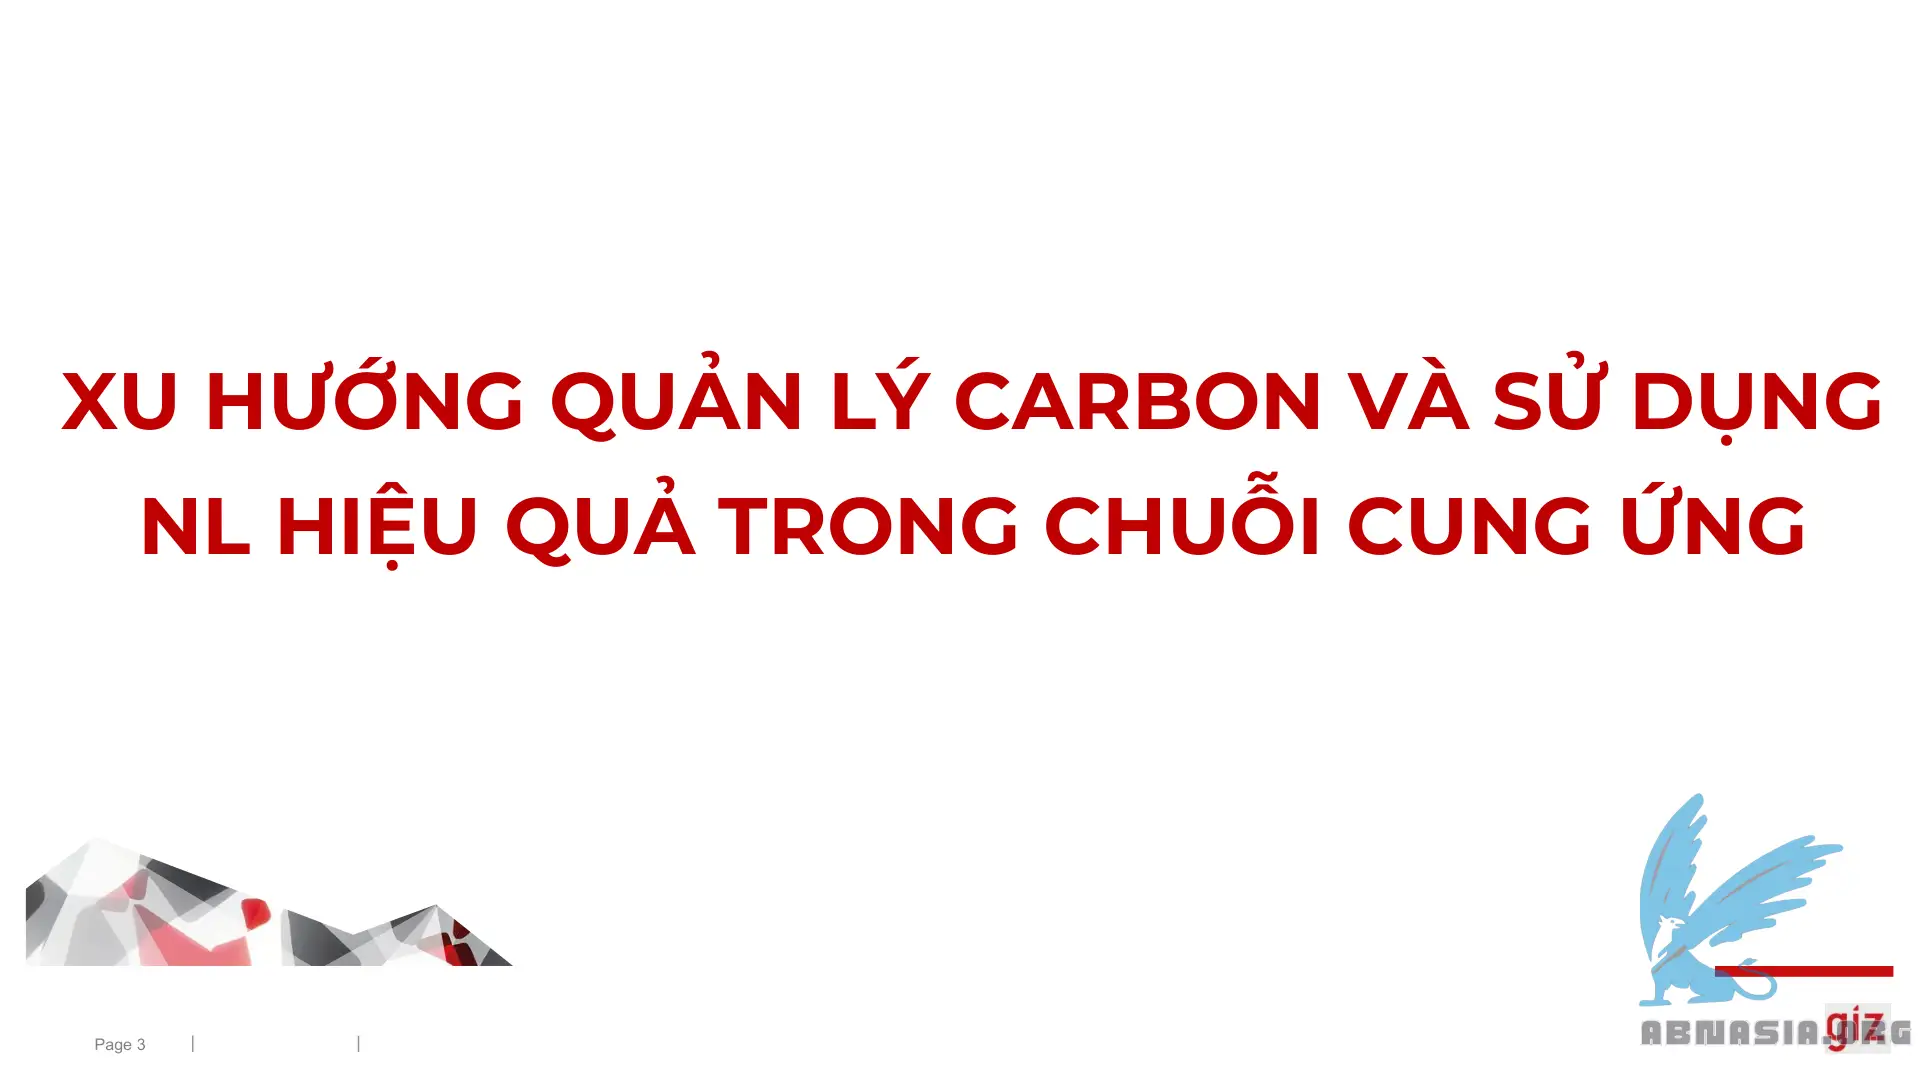 XU HƯỚNG QUẢN LÝ CARBON VÀ SỬ DỤNG
NL HIỆU QUẢ TRONG CHUỖI CUNG ỨNG
giz
ABNASIA.ORG
Page 3 | |